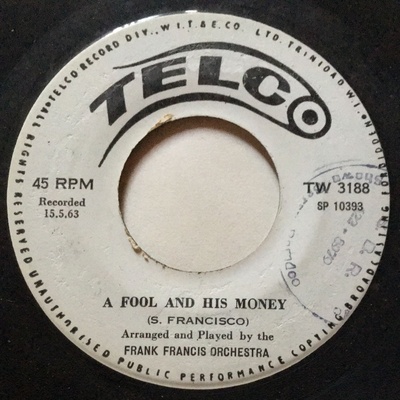 TELCO RECORD DIV., W.I.T. & E. CO. LTD. TRINIDAD W.I.
TELCO
45 RPM
Recorded
15.5.63
TW 3188
SP 10393
A FOOL AND HIS MONEY
(S. FRANCISCO)
Arranged and Played by the
FRANK FRANCIS ORCHESTRA
ALL RIGHTS RESERVED UNAUTHORISED PUBLIC PERFORMANCE COPYING BROADCASTING